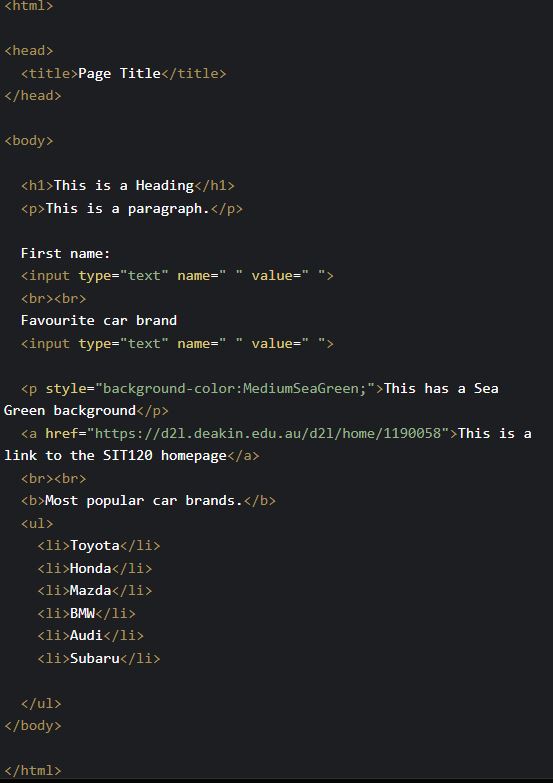 <html>
<head>
<title>Page Title</title>
</head>
<body>
<h1>This is a Heading</h1>
<p>This is a paragraph.</p>
First name:
<input type="text" name=" " value=" ">
<br><br>
Favourite car brand
<input type="text" name=" " value=" ">
<p style="background-color:MediumSeaGreen;">This has a Sea
Green background</p>
<a href="https://d2l.deakin.edu.au/d2l/home/1190058">This is a
link to the SIT120 homepage</a>
<br><br>
<b>Most popular car brands.</b>
<ul>
<li>Toyota</li>
<li>Honda</li>
<li>Mazda</li>
<li>BMW</li>
<li>Audi</li>
<li>Subaru</li>
</ul>
</body>
</html>